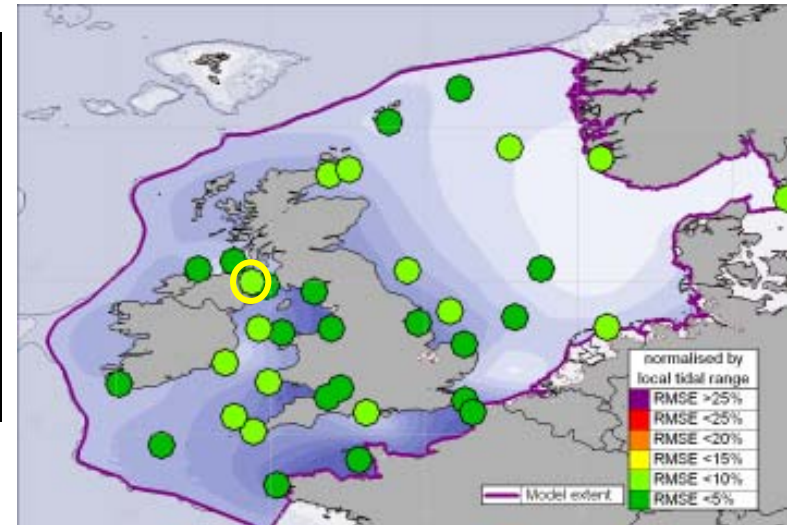 normalised by
local tidal range
RMSE >25%
RMSE <25%
RMSE <20%
RMSE <15%
RMSE <10%
RMSE <5%
Model extent